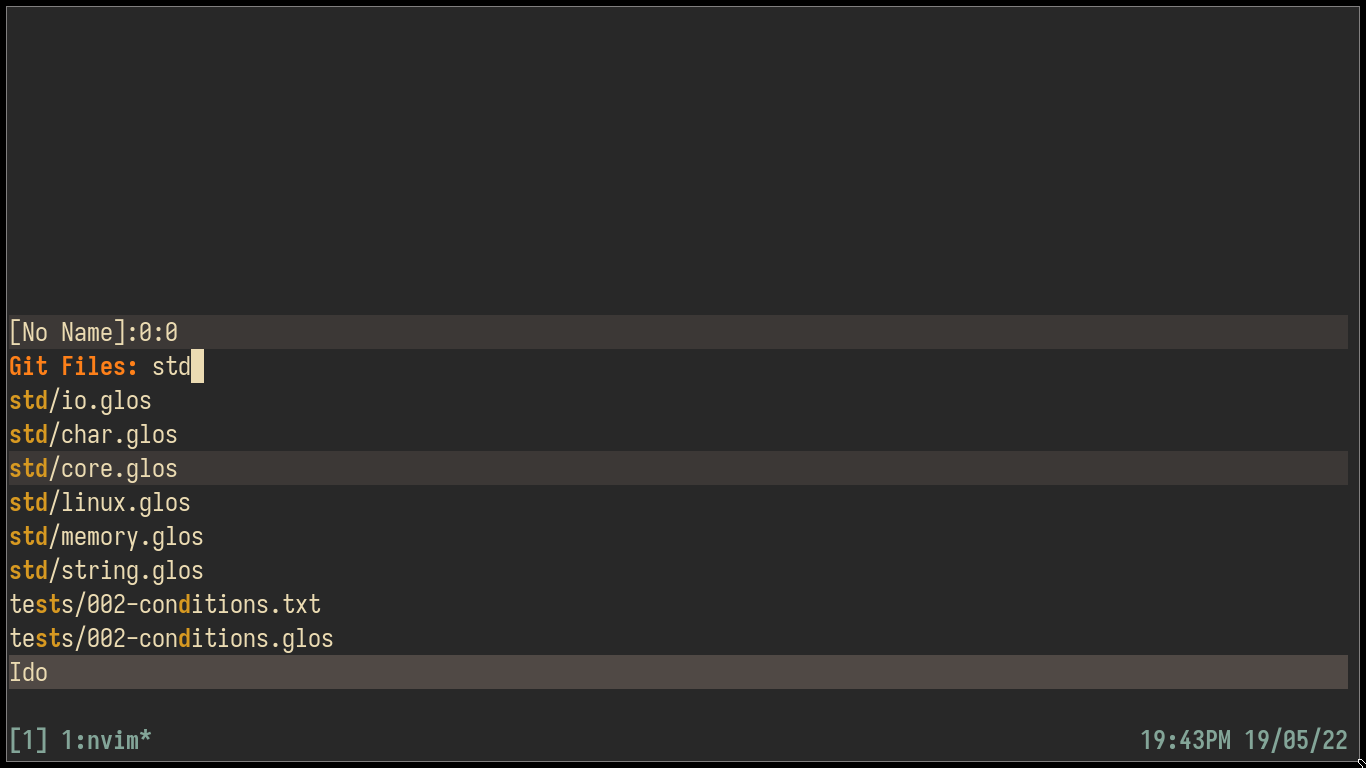 [No Name]:0:0
Git Files: std
std/io.glos
std/char.glos
std/core.glos
std/linux.glos
std/memory.glos
std/string.glos
tests/002-conditions.txt
tests/002-conditions.glos
Ido
[1] 1:nvim* 19:43PM 19/05/22